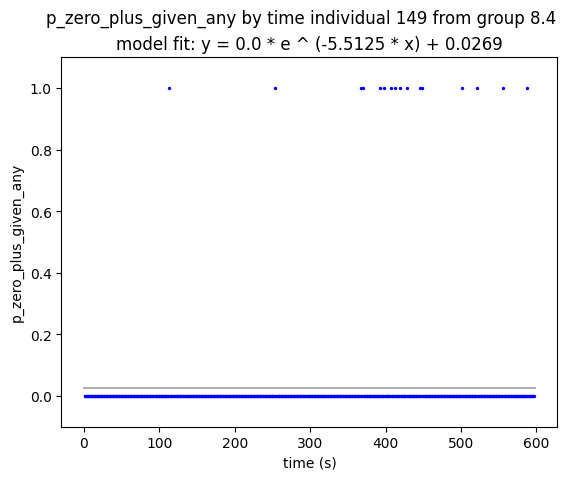 p_zero_plus_given_any by time individual 149 from group 8.4
model fit: y = 0.0 * e ^ (-5.5125 * x) + 0.0269
1.0
0.8
0.6
0.4
0.2
0.0
p_zero_plus_given_any
0 100 200 300 400 500 600
time (s)